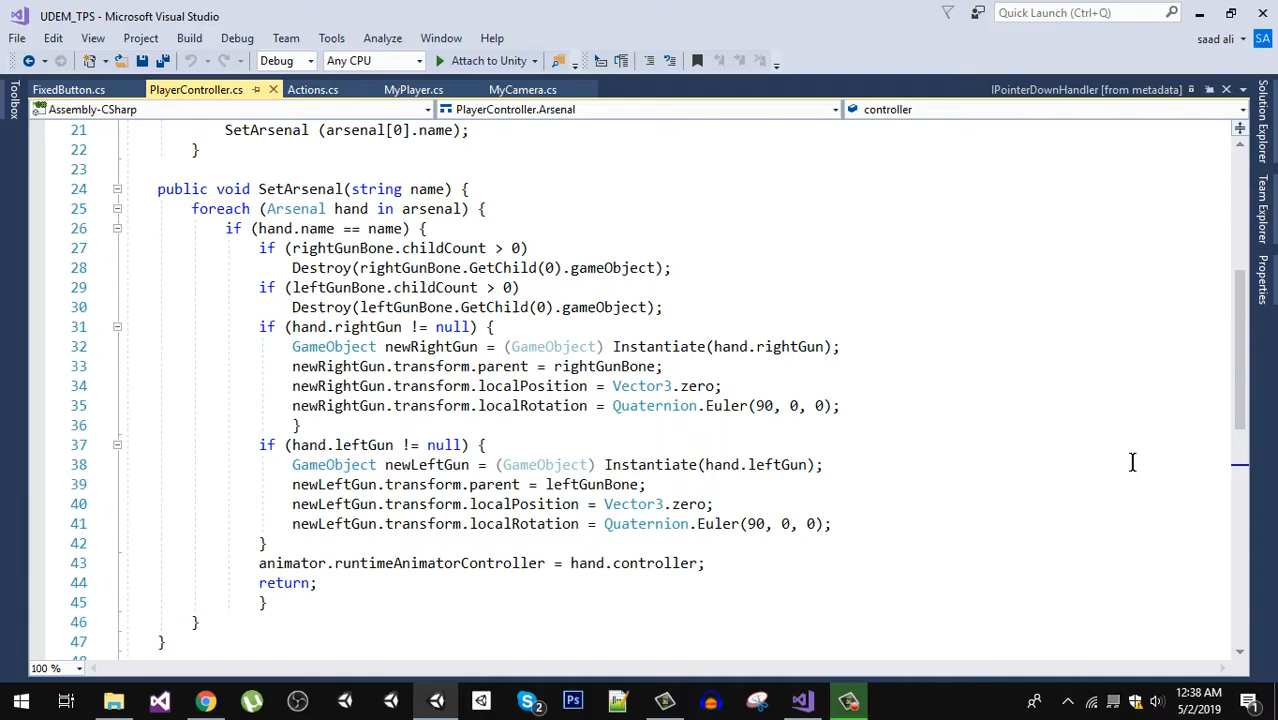 UDEM_TPS - Microsoft Visual Studio
Quick Launch (Ctrl+Q)
File Edit View Project Build Debug Team Tools Analyze Window Help
saad ali SA
Debug Any CPU Attach to Unity
FixedButton.cs PlayerController.cs Actions.cs MyPlayer.cs MyCamera.cs IPointerDownHandler [from metadata]
Assembly-CSharp PlayerController.Arsenal controller
Toolbox
Solution Explorer
Team Explorer
Properties
21 SetArsenal (arsenal[0].name);
22 }
23
24 public void SetArsenal(string name) {
25 foreach (Arsenal hand in arsenal) {
26 if (hand.name == name) {
27 if (rightGunBone.childCount > 0)
28 Destroy(rightGunBone.GetChild(0).gameObject);
29 if (leftGunBone.childCount > 0)
30 Destroy(leftGunBone.GetChild(0).gameObject);
31 if (hand.rightGun != null) {
32 GameObject newRightGun = (GameObject) Instantiate(hand.rightGun);
33 newRightGun.transform.parent = rightGunBone;
34 newRightGun.transform.localPosition = Vector3.zero;
35 newRightGun.transform.localRotation = Quaternion.Euler(90, 0, 0);
36 }
37 if (hand.leftGun != null) {
38 GameObject newLeftGun = (GameObject) Instantiate(hand.leftGun);
39 newLeftGun.transform.parent = leftGunBone;
40 newLeftGun.transform.localPosition = Vector3.zero;
41 newLeftGun.transform.localRotation = Quaternion.Euler(90, 0, 0);
42 }
43 animator.runtimeAnimatorController = hand.controller;
44 return;
45 }
46 }
47 }
100 %
12:38 AM
5/2/2019